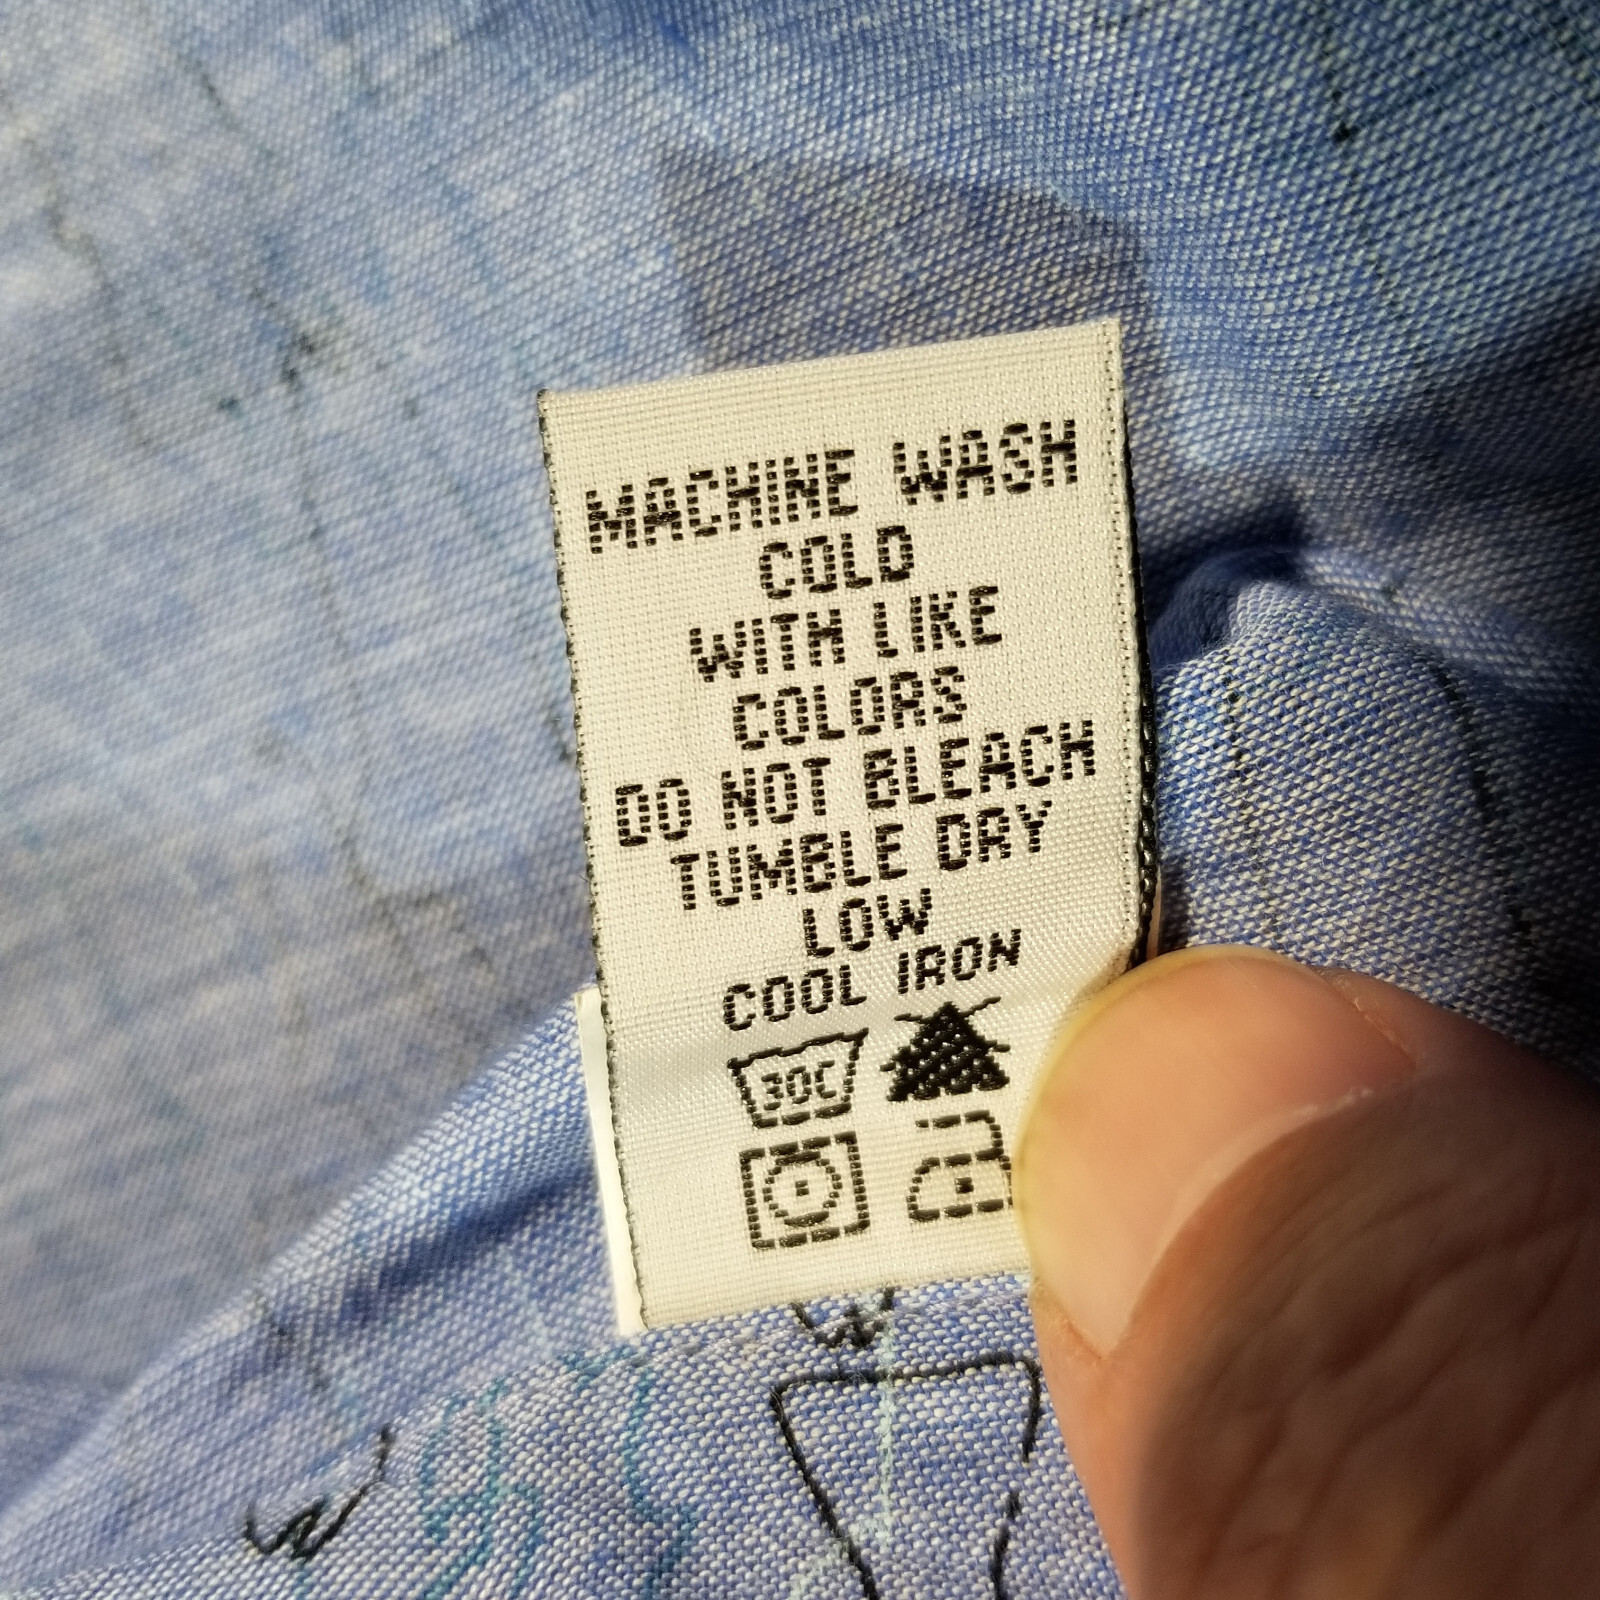 MACHINE WASH
COLD
WITH LIKE
COLORS
DO NOT BLEACH
TUMBLE DRY
LOW
COOL IRON
30C